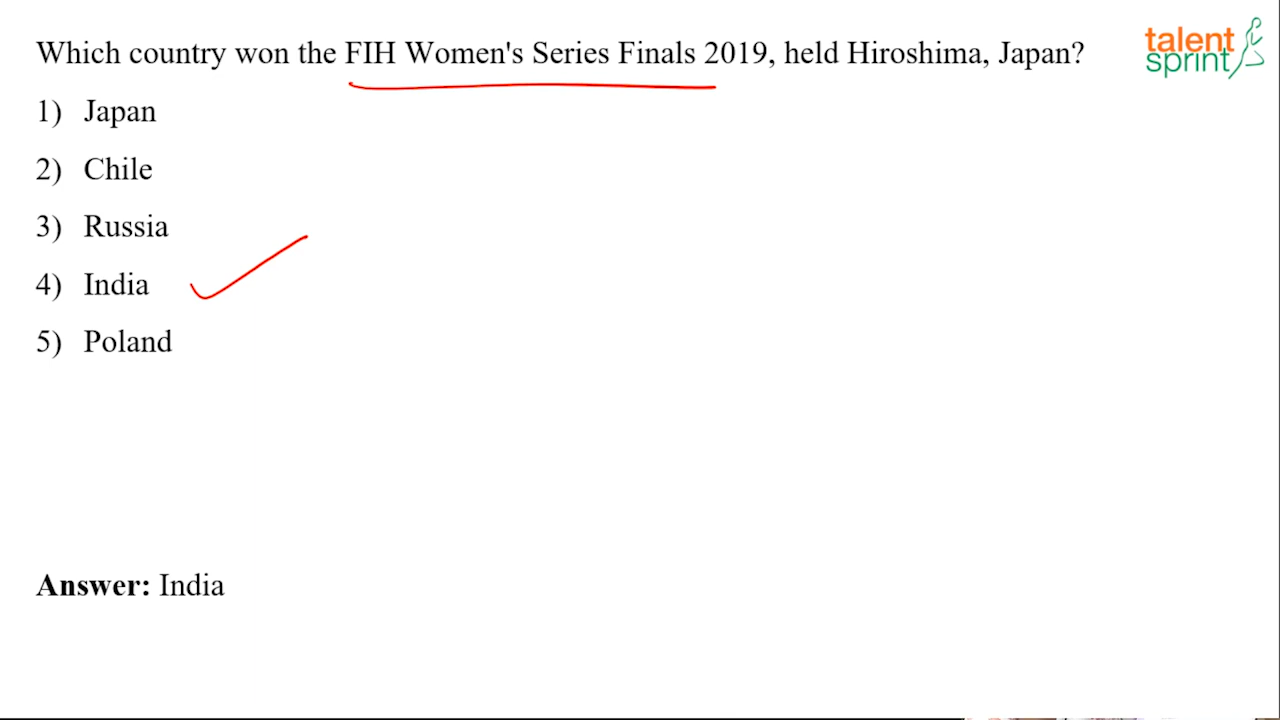 Which country won the FIH Women's Series Finals 2019, held Hiroshima, Japan?
talent
sprint
1) Japan
2) Chile
3) Russia
4) India
5) Poland
Answer: India